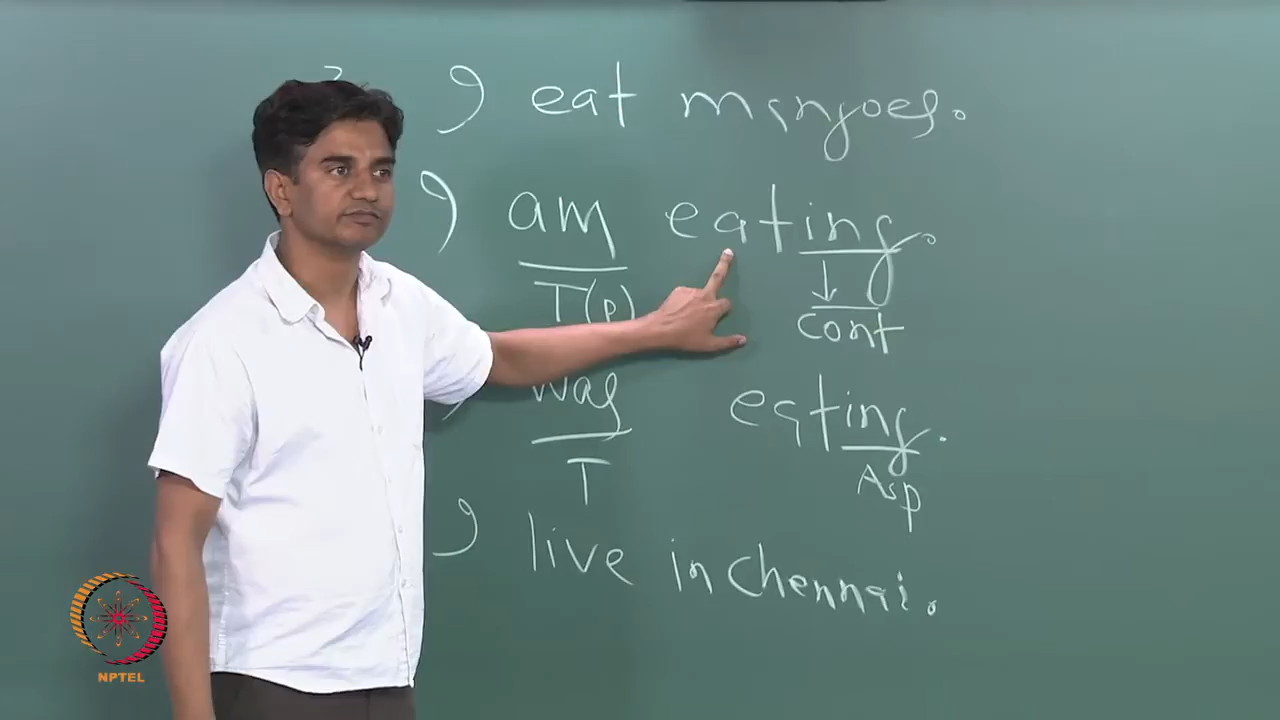 I eat mangoes.
I am eating.
T(P) Cont
I was eating.
T Asp
I live in Chennai.
NPTEL